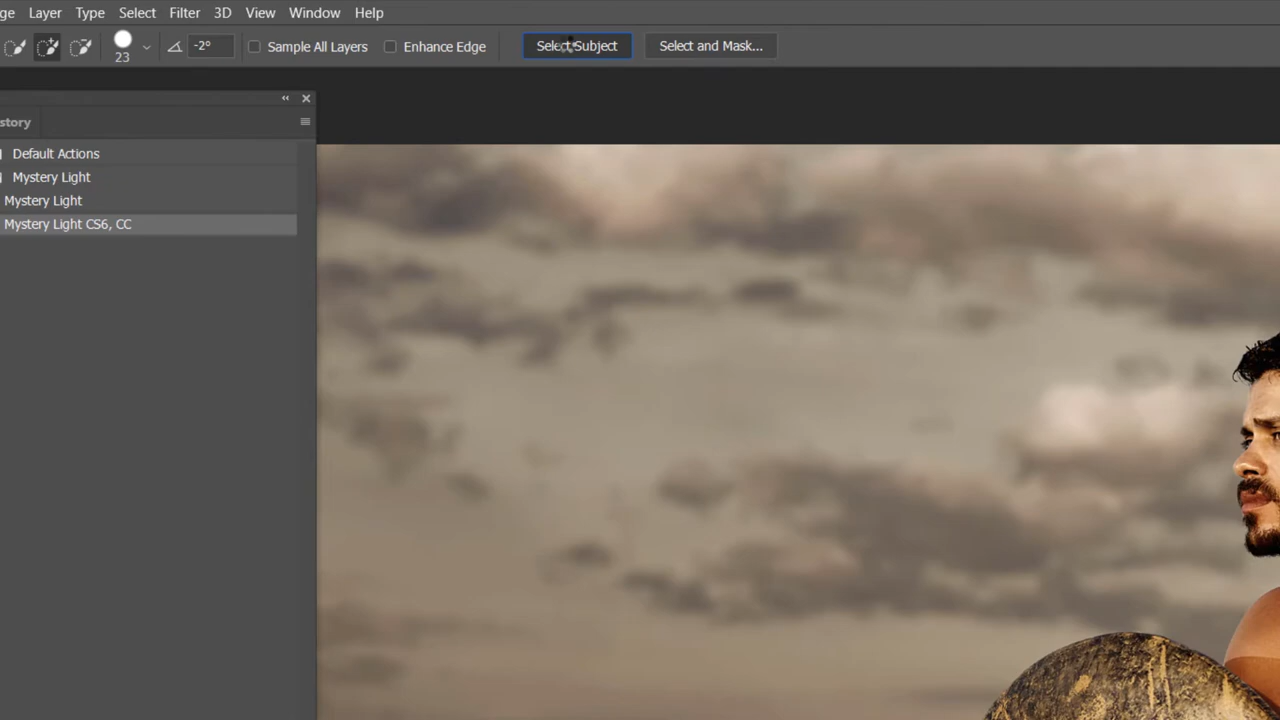 ge Layer Type Select Filter 3D View Window Help
23 -2° Sample All Layers Enhance Edge Select Subject Select and Mask...
story
Default Actions
Mystery Light
Mystery Light
Mystery Light CS6, CC